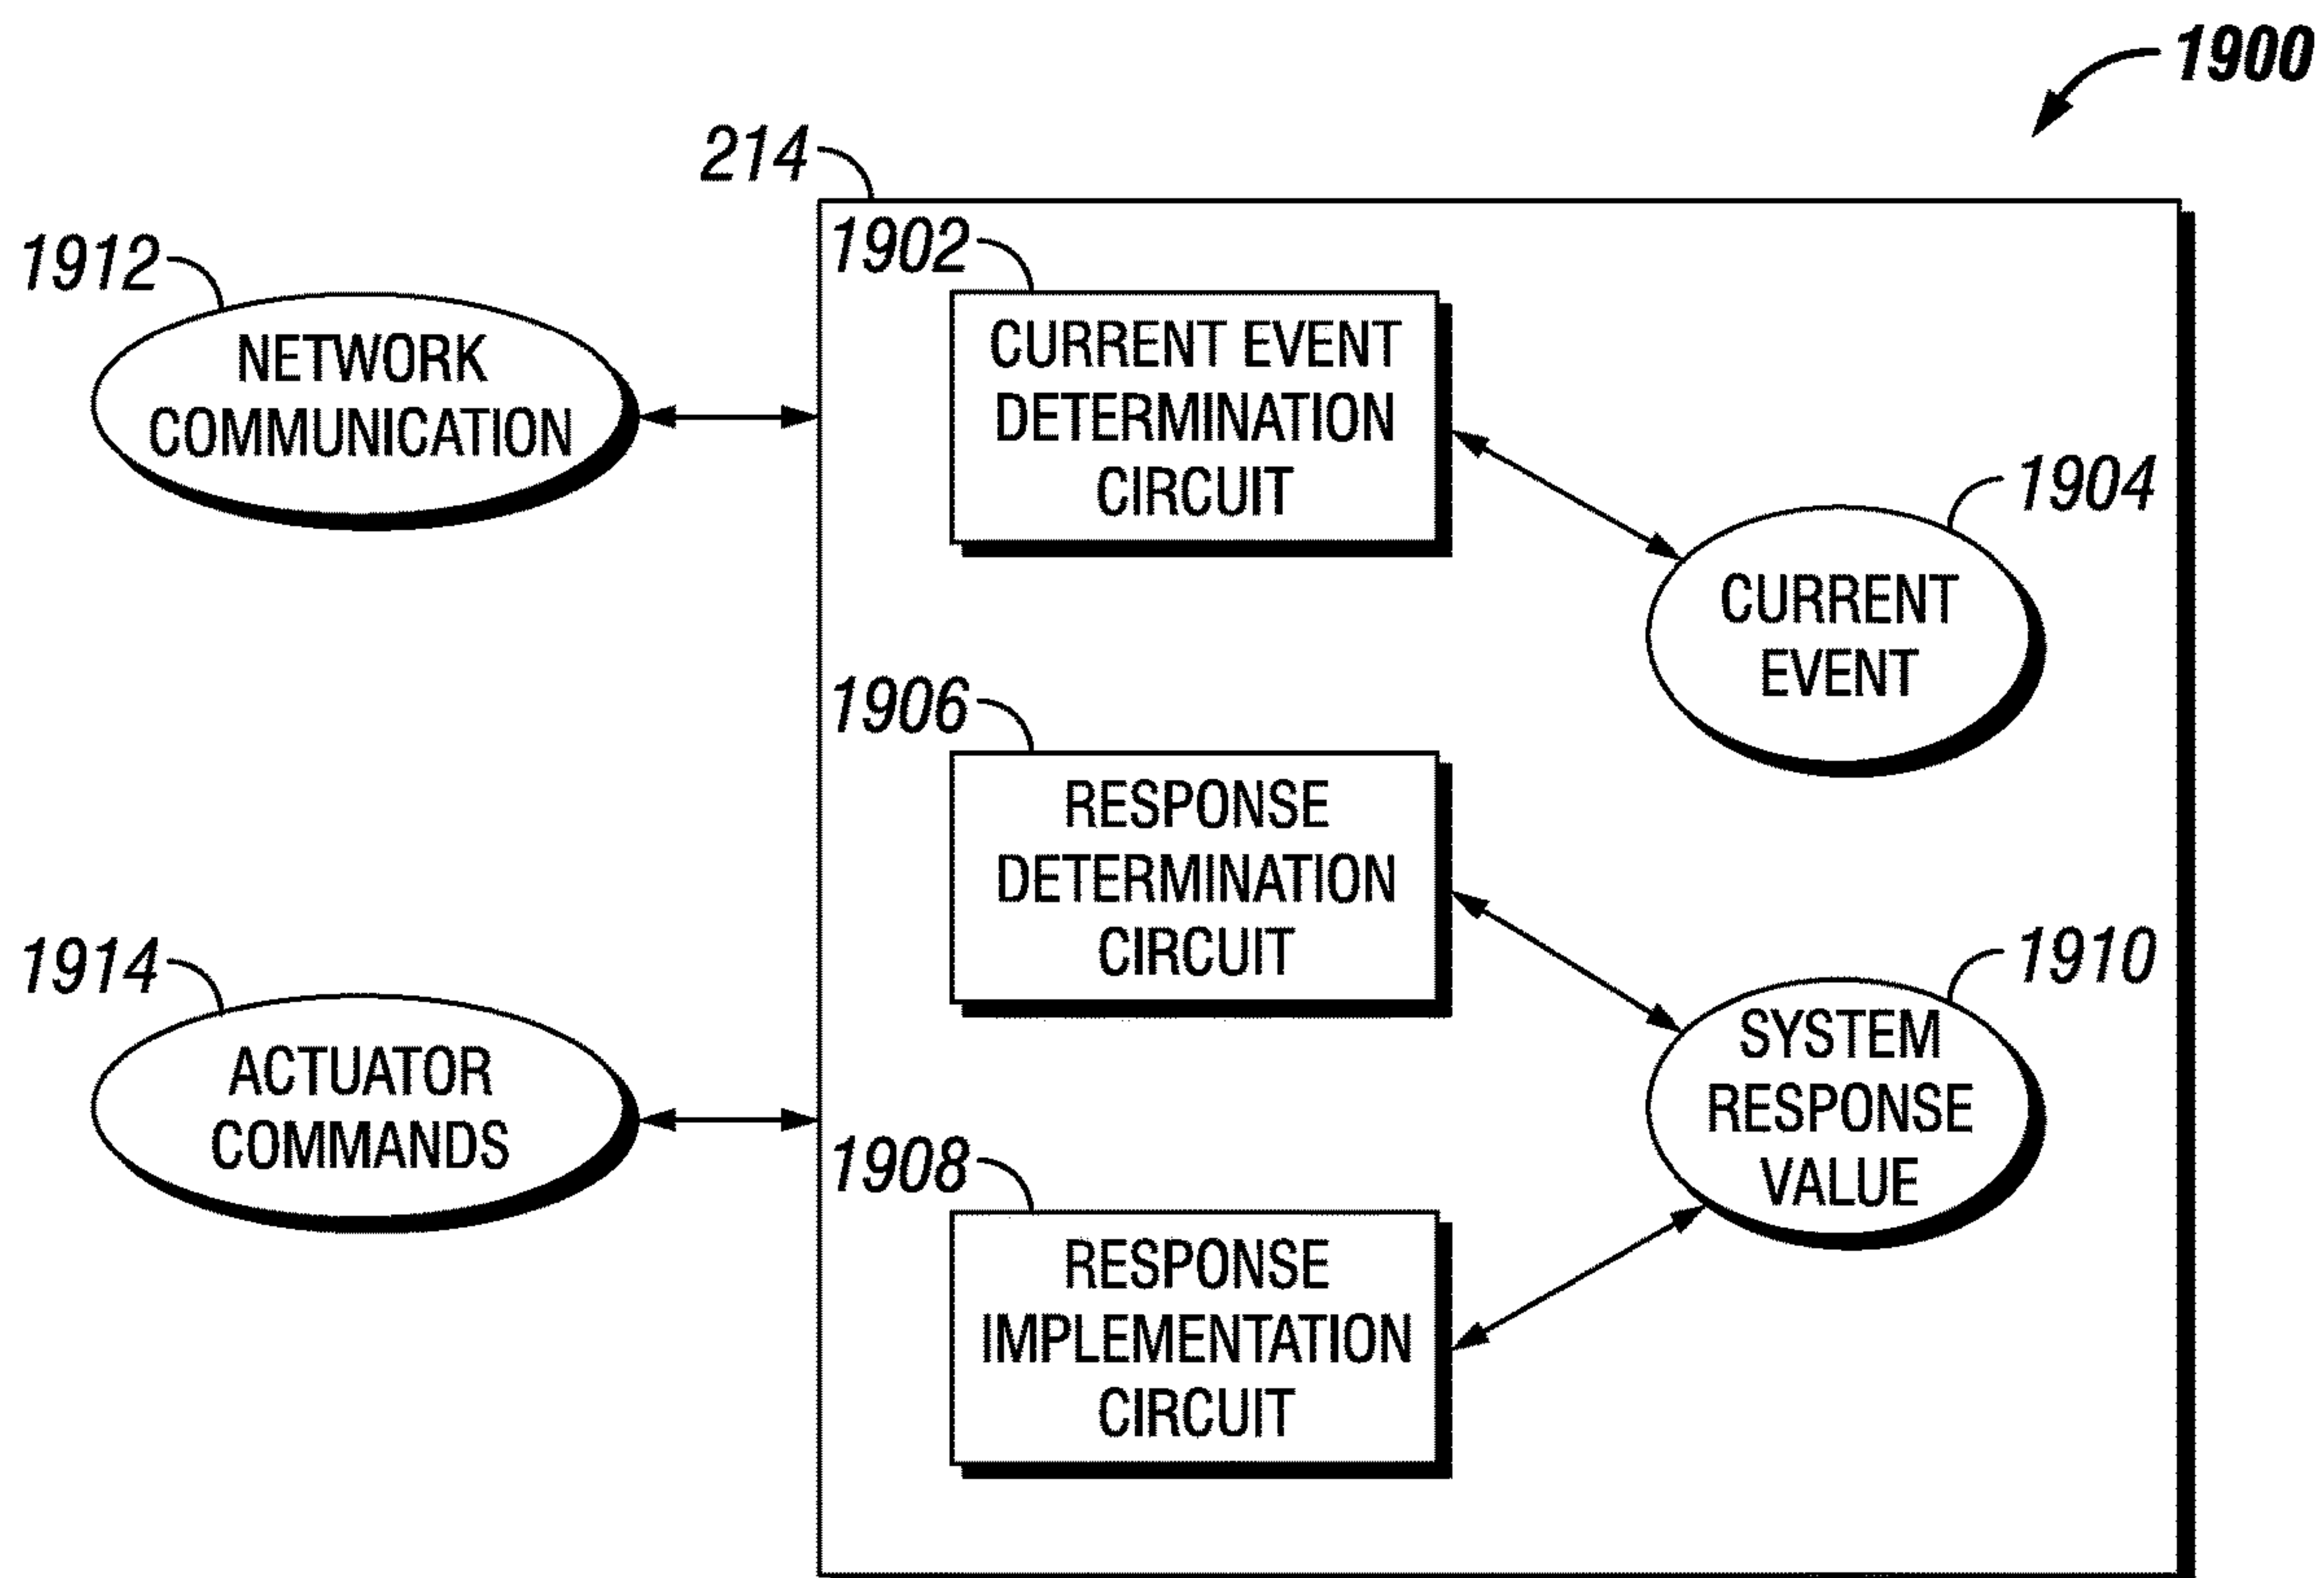 1900
214
1902
1912
NETWORK
COMMUNICATION
CURRENT EVENT
DETERMINATION
CIRCUIT
1904
CURRENT
EVENT
1906
RESPONSE
DETERMINATION
CIRCUIT
1914
ACTUATOR
COMMANDS
1910
SYSTEM
RESPONSE
VALUE
1908
RESPONSE
IMPLEMENTATION
CIRCUIT